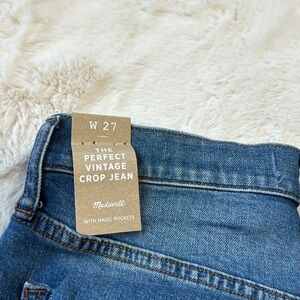 W 27
THE
PERFECT
VINTAGE
CROP JEAN
Madewell
WITH MAGIC POCKETS